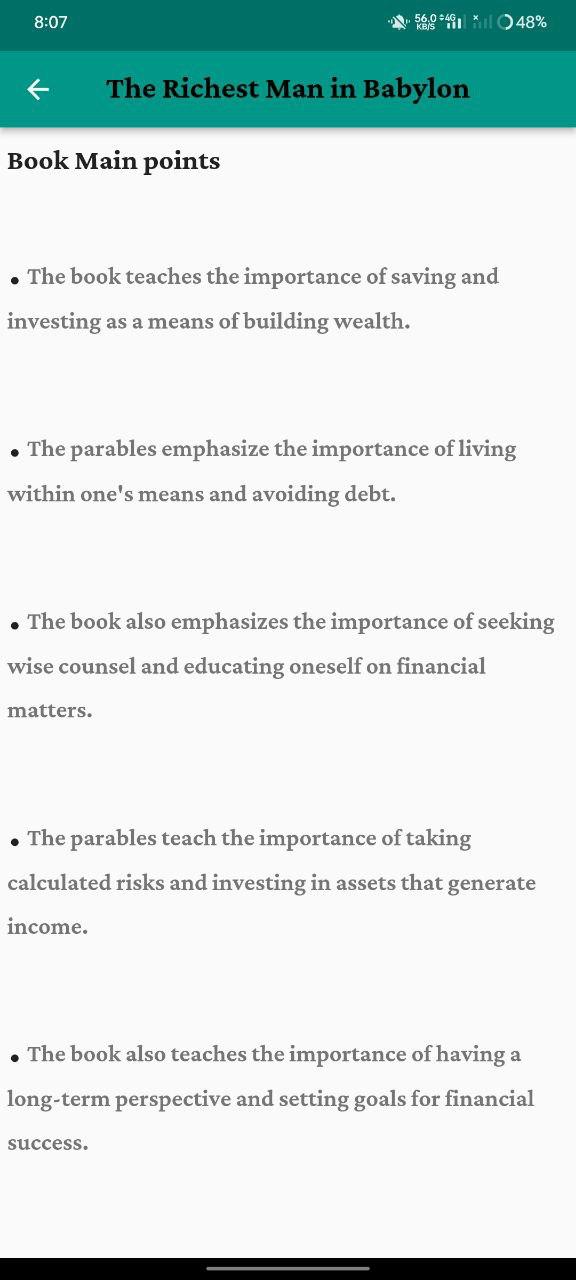 8:07
56.0 KB/S 4G 48%
The Richest Man in Babylon
Book Main points
• The book teaches the importance of saving and
investing as a means of building wealth.
• The parables emphasize the importance of living
within one's means and avoiding debt.
• The book also emphasizes the importance of seeking
wise counsel and educating oneself on financial
matters.
• The parables teach the importance of taking
calculated risks and investing in assets that generate
income.
• The book also teaches the importance of having a
long-term perspective and setting goals for financial
success.